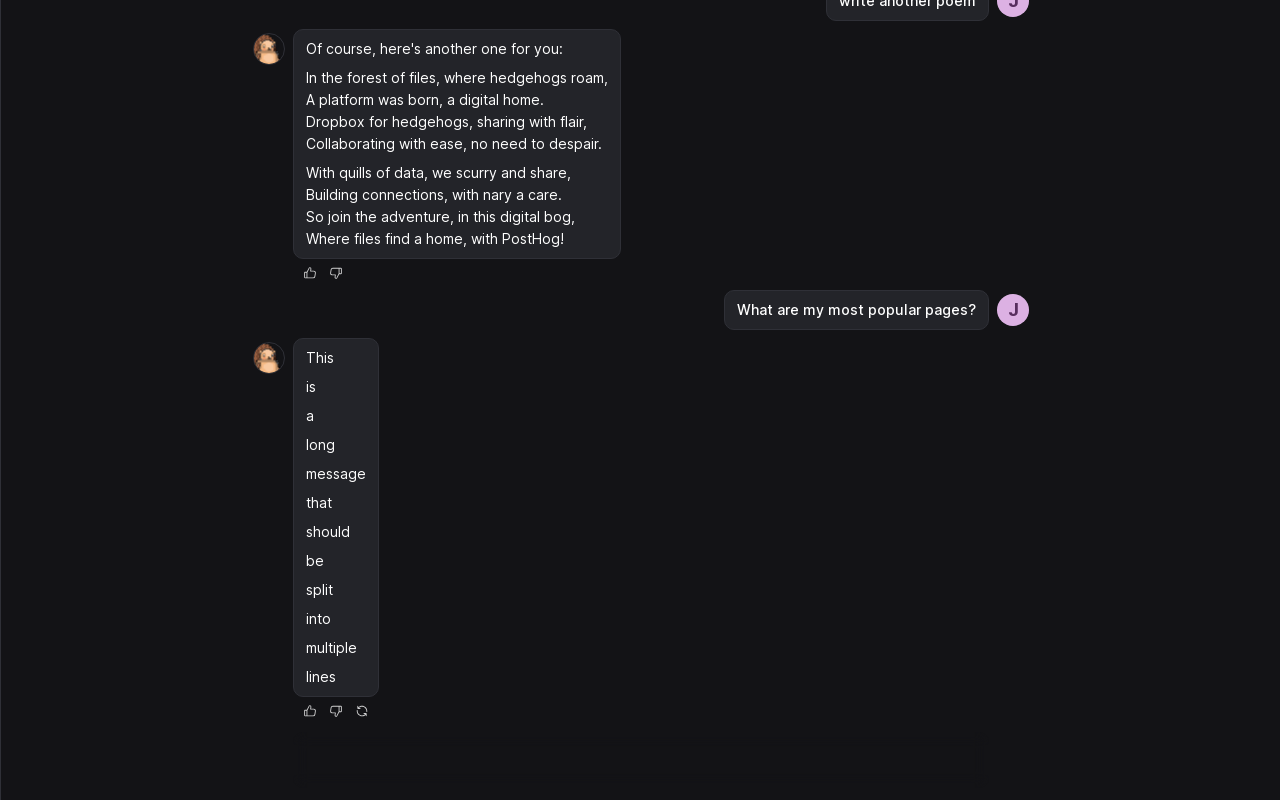 write another poem
J
Of course, here's another one for you:
In the forest of files, where hedgehogs roam,
A platform was born, a digital home.
Dropbox for hedgehogs, sharing with flair,
Collaborating with ease, no need to despair.
With quills of data, we scurry and share,
Building connections, with nary a care.
So join the adventure, in this digital bog,
Where files find a home, with PostHog!
What are my most popular pages?
J
This
is
a
long
message
that
should
be
split
into
multiple
lines